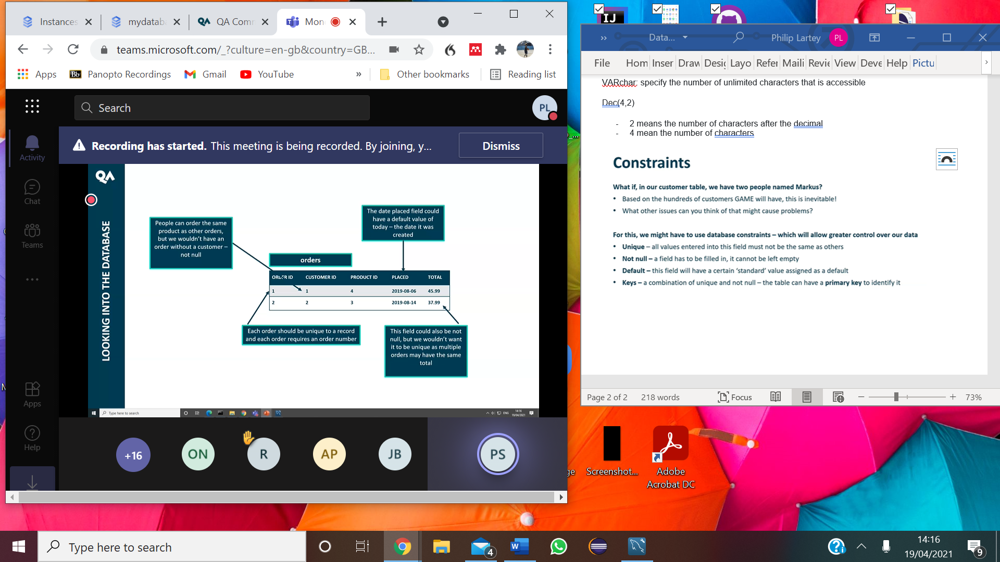 Instances
mydatab
QA Com
Mon
teams.microsoft.com/_?culture=en-gb&country=GB...
Apps
Bb
Panopto Recordings
Gmail
YouTube
»
Other bookmarks
Reading list
Search
PL
Activity
Chat
Teams
Apps
Help
Recording has started. This meeting is being recorded. By joining, y...
Dismiss
QA
LOOKING INTO THE DATABASE
People can order the same
product as other orders,
but we wouldn't have an
order without a customer –
not null
The date placed field could
have a default value of
today – the date it was
created
orders
ORDER ID CUSTOMER ID PRODUCT ID PLACED TOTAL
1 1 4 2019-08-06 45.99
2 2 3 2019-08-14 37.99
Each order should be unique to a record
and each order requires an order number
This field could also be not
null, but we wouldn't want
it to be unique as multiple
orders may have the same
total
Type here to search
ENG
14:16
19/04/2021
+16
ON
R
AP
JB
PS
IJ
Data...
Philip Lartey
PL
File Hom Inser Draw Desig Layo Refer Maili Revie View Deve Help Pictu
VARchar: specify the number of unlimited characters that is accessible
Dec(4,2)
- 2 means the number of characters after the decimal
- 4 mean the number of characters
Constraints
What if, in our customer table, we have two people named Markus?
• Based on the hundreds of customers GAME will have, this is inevitable!
• What other issues can you think of that might cause problems?
For this, we might have to use database constraints – which will allow greater control over our data
• Unique – all values entered into this field must not be the same as others
• Not null – a field has to be filled in, it cannot be left empty
• Default – this field will have a certain 'standard' value assigned as a default
• Keys – a combination of unique and not null – the table can have a primary key to identify it
Page 2 of 2
218 words
Focus
73%
ge
Screenshot...
Adobe
Acrobat DC
Type here to search
4
W
14:16
19/04/2021
9